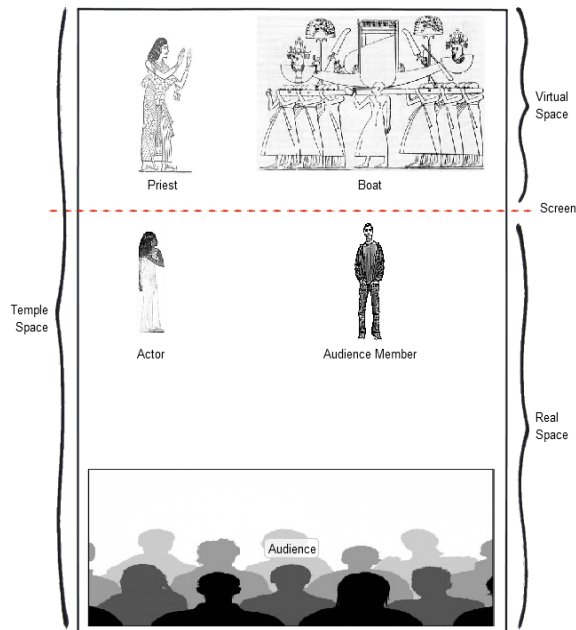 Virtual
Space
Priest
Boat
Screen
Temple
Space
Actor
Audience Member
Real
Space
Audience